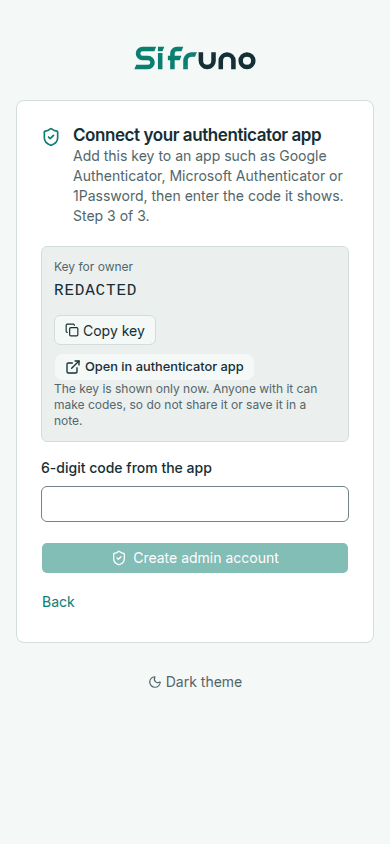 Sifruno
Connect your authenticator app
Add this key to an app such as Google
Authenticator, Microsoft Authenticator or
1Password, then enter the code it shows.
Step 3 of 3.
Key for owner
REDACTED
Copy key
Open in authenticator app
The key is shown only now. Anyone with it can
make codes, so do not share it or save it in a
note.
6-digit code from the app
Create admin account
Back
Dark theme